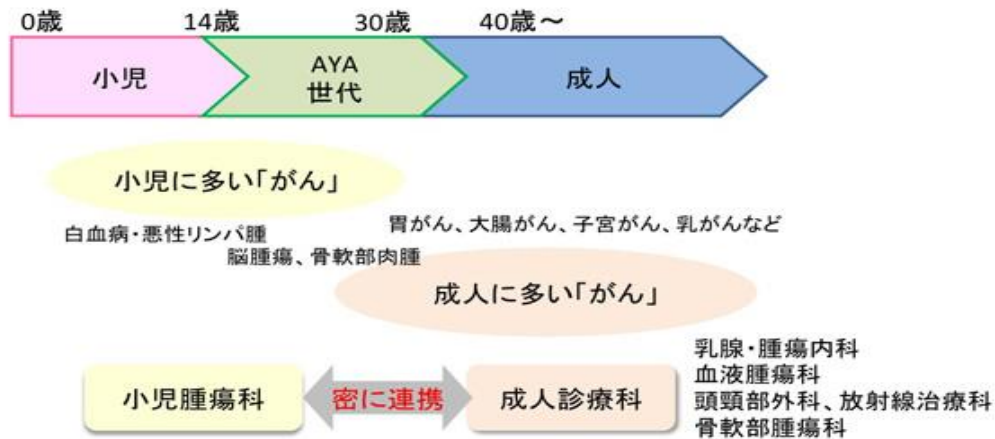 0歳 14歳 30歳 40歳～
小児
AYA
世代
成人
小児に多い「がん」
白血病・悪性リンパ腫
脳腫瘍、骨軟部肉腫
胃がん、大腸がん、子宮がん、乳がんなど
成人に多い「がん」
小児腫瘍科
密に連携
成人診療科
乳腺・腫瘍内科
血液腫瘍科
頭頸部外科、放射線治療科
骨軟部腫瘍科